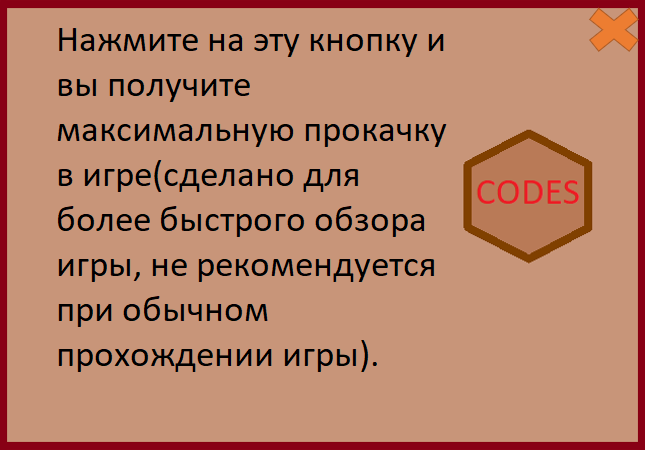 Нажмите на эту кнопку и
вы получите
максимальную прокачку
в игре(сделано для
более быстрого обзора
игры, не рекомендуется
при обычном
прохождении игры).
CODES